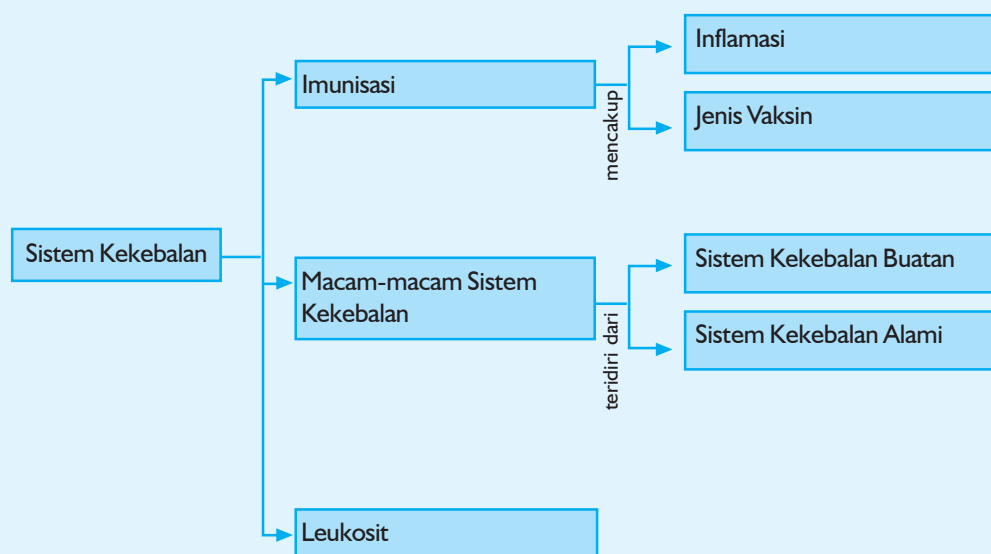 Sistem Kekebalan
Imunisasi
mencakup
Inflamasi
Jenis Vaksin
Macam-macam Sistem
Kekebalan
teridiri dari
Sistem Kekebalan Buatan
Sistem Kekebalan Alami
Leukosit